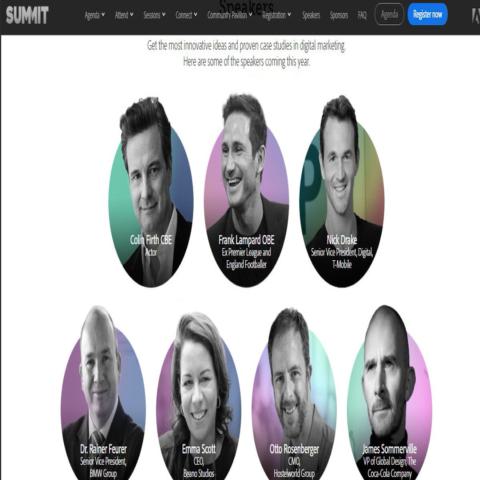 SUMMIT
Agenda Attend Sessions Connect Community Pavilion Registration Speakers Sponsors FAQ Agenda Register now
Speakers
Get the most innovative ideas and proven case studies in digital marketing.
Here are some of the speakers coming this year.
Colin Firth CBE
Actor
Frank Lampard OBE
Ex Premier League and
England Footballer
Nick Drake
Senior Vice President, Digital,
T-Mobile
Dr. Rainer Feurer
Senior Vice President,
BMW Group
Emma Scott
CEO,
Beano Studios
Otto Rosenberger
CMO,
Hostelworld Group
James Sommerville
VP of Global Design, The
Coca-Cola Company